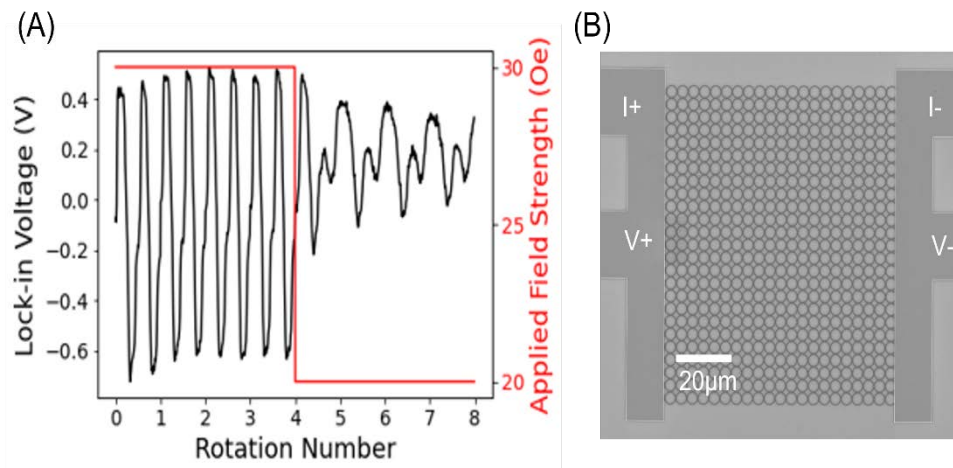 (A)
(B)
Lock-in Voltage (V)
0.4
0.2
0.0
−0.2
−0.4
−0.6
0 1 2 3 4 5 6 7 8
Rotation Number
30
25
20
Applied Field Strength (Oe)
I+
I-
V+
V-
20μm